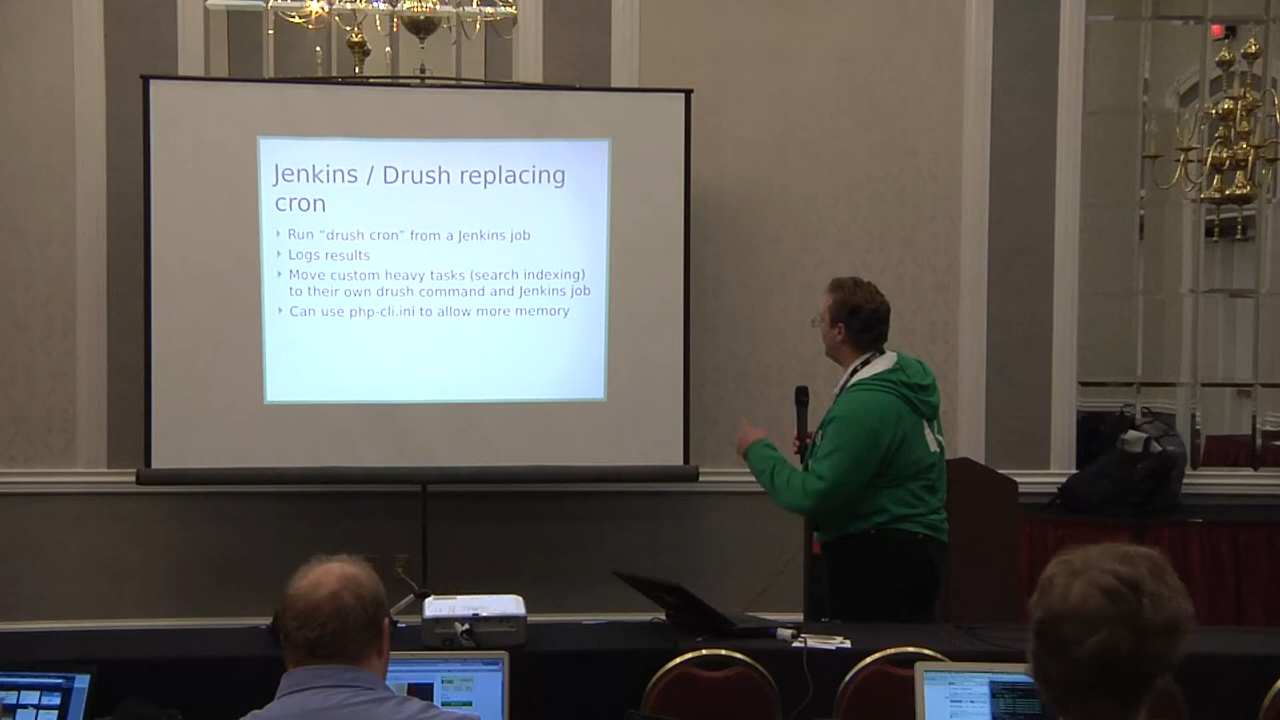 Jenkins / Drush replacing
cron
Run “drush cron” from a Jenkins job
Logs results
Move custom heavy tasks (search indexing)
to their own drush command and Jenkins job
Can use php-cli.ini to allow more memory